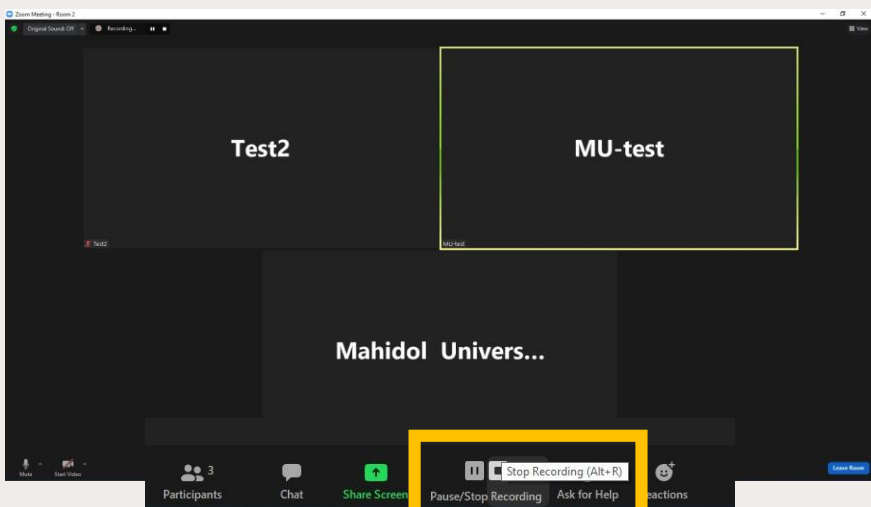 Zoom Meeting - Room 2
Original Sound: Off
Recording...
View
Test2
MU-test
Test2
MU-test
Mahidol Univers...
Mute
Start Video
3
Participants
Chat
Share Screen
Stop Recording (Alt+R)
Pause/Stop Recording
Ask for Help
eactions
Leave Room